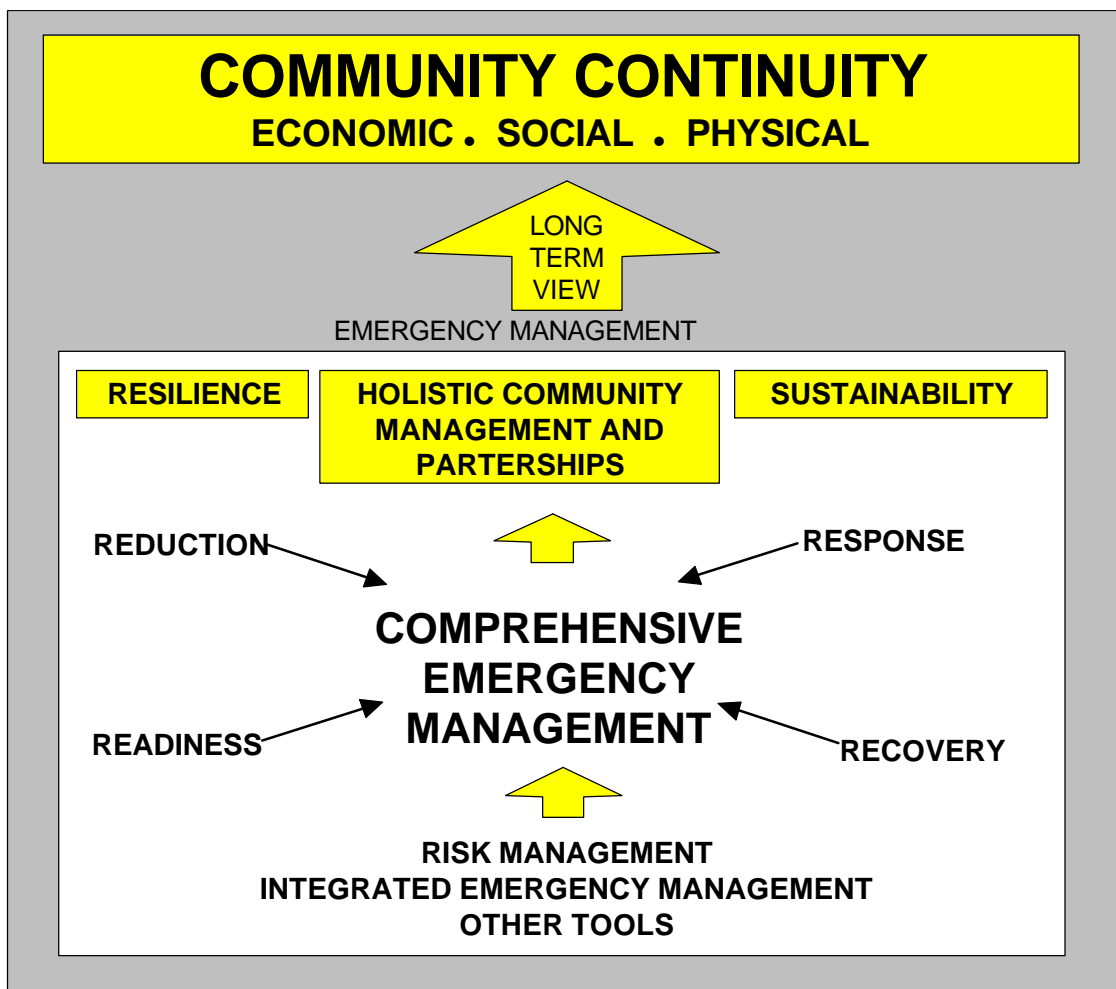 COMMUNITY CONTINUITY
ECONOMIC . SOCIAL . PHYSICAL
LONG
TERM
VIEW
EMERGENCY MANAGEMENT
RESILIENCE
HOLISTIC COMMUNITY
MANAGEMENT AND
PARTERSHIPS
SUSTAINABILITY
REDUCTION
RESPONSE
COMPREHENSIVE
EMERGENCY
MANAGEMENT
READINESS
RECOVERY
RISK MANAGEMENT
INTEGRATED EMERGENCY MANAGEMENT
OTHER TOOLS